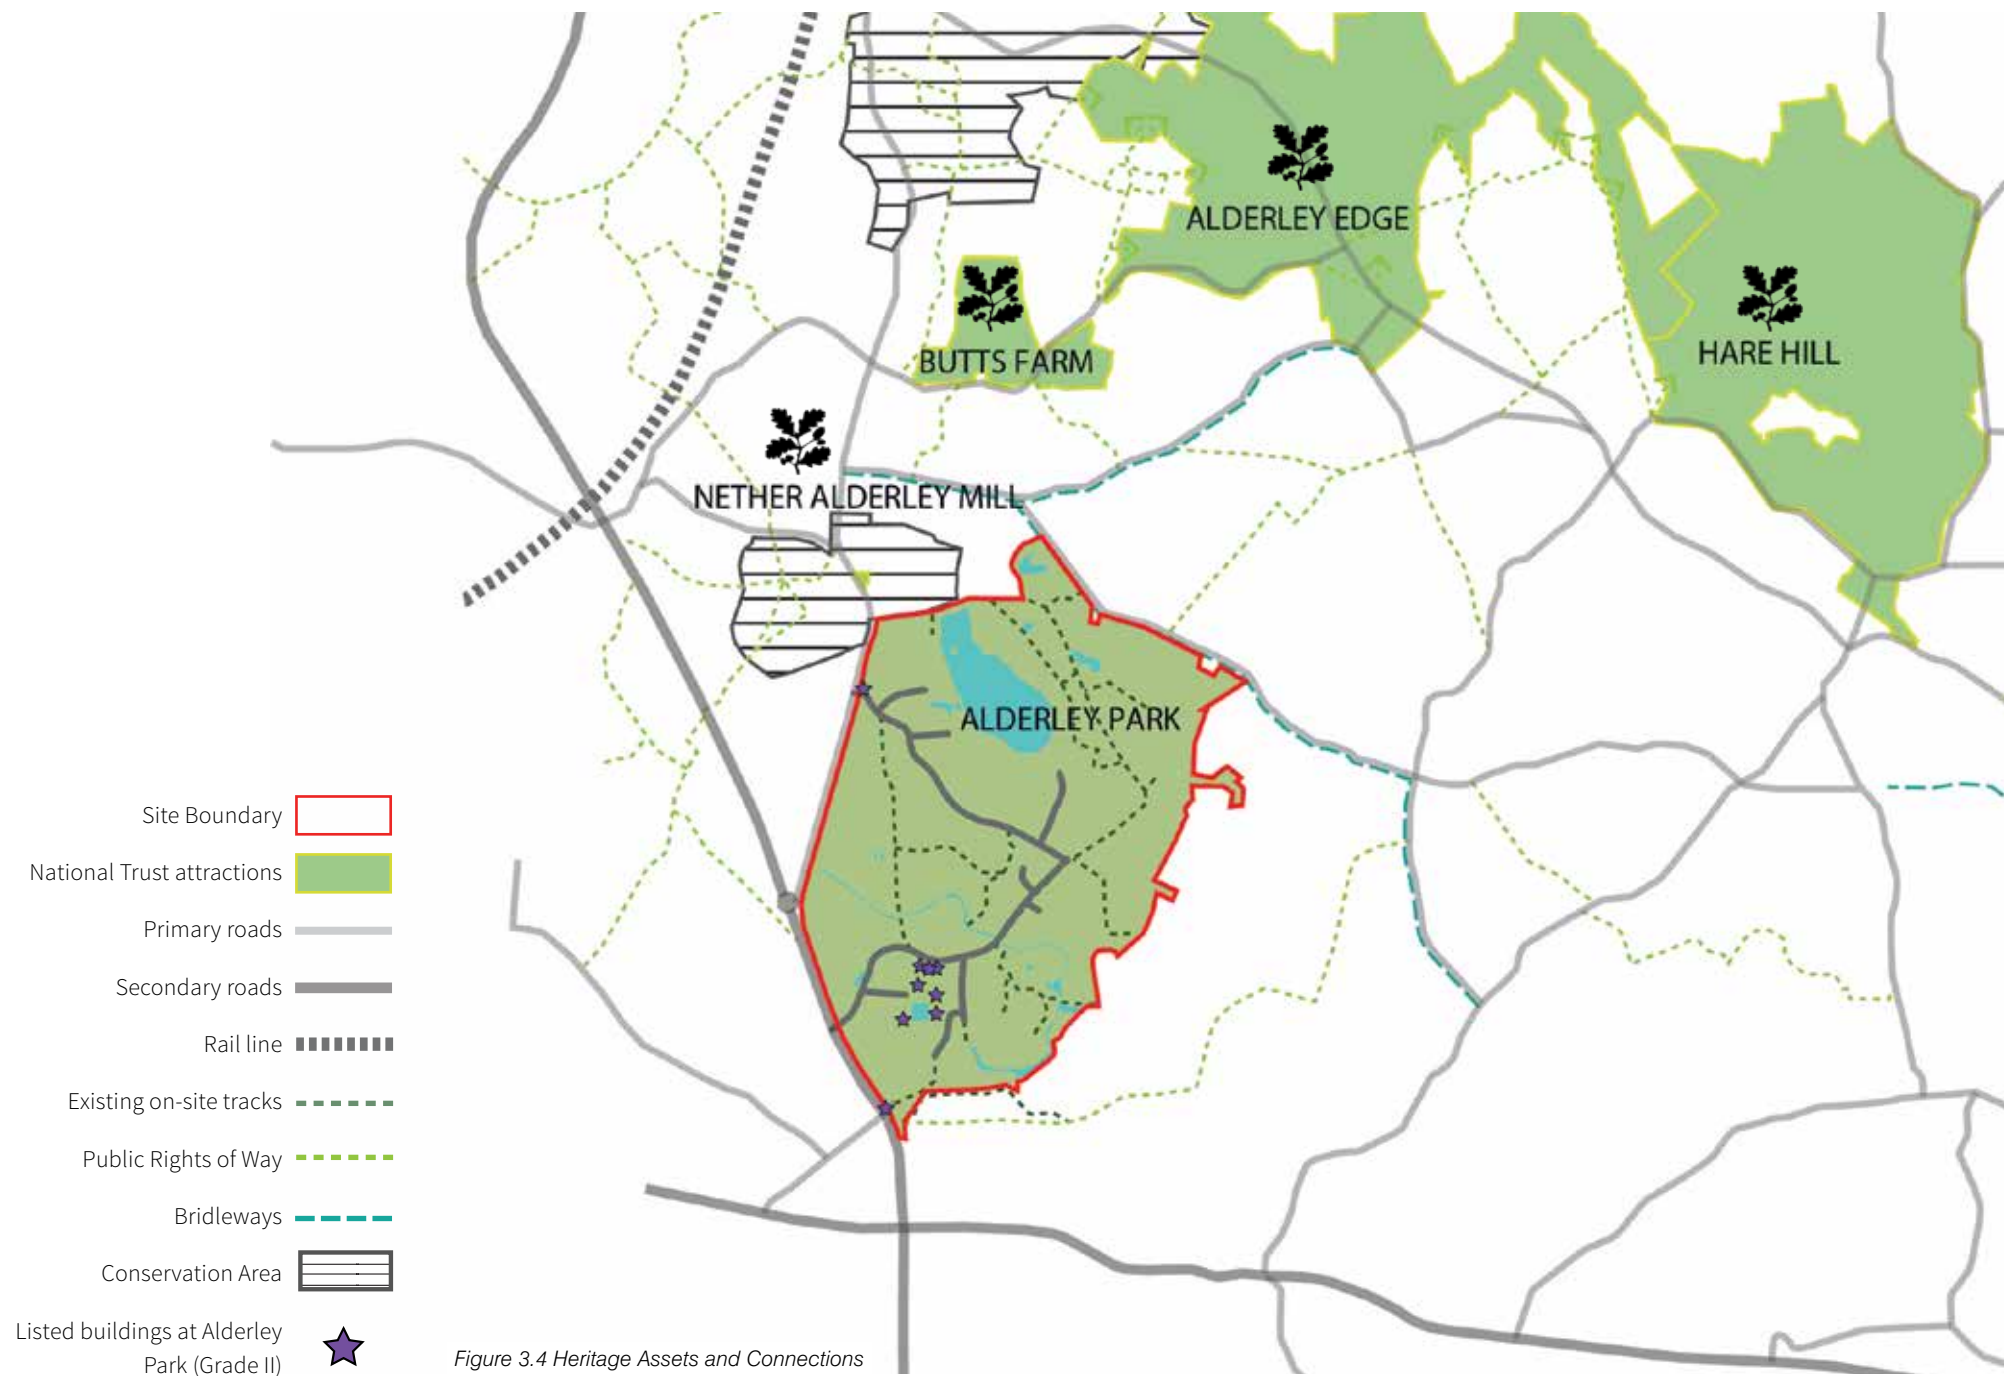 ALDERLEY EDGE
BUTTS FARM
HARE HILL
NETHER ALDERLEY MILL
ALDERLEY PARK
Site Boundary
National Trust attractions
Primary roads
Secondary roads
Rail line
Existing on-site tracks
Public Rights of Way
Bridleways
Conservation Area
Listed buildings at Alderley
Park (Grade II)
Figure 3.4 Heritage Assets and Connections